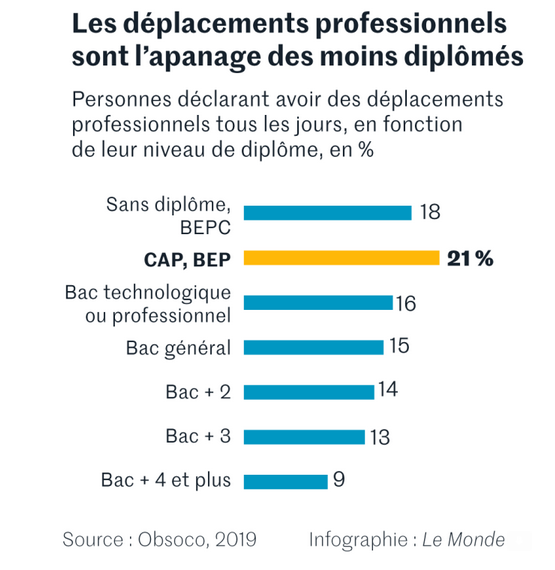 Les déplacements professionnels
sont l’apanage des moins diplômés
Personnes déclarant avoir des déplacements
professionnels tous les jours, en fonction
de leur niveau de diplôme, en %
Sans diplôme,
BEPC
18
CAP, BEP
21 %
Bac technologique
ou professionnel
16
Bac général
15
Bac + 2
14
Bac + 3
13
Bac + 4 et plus
9
Source : Obsoco, 2019
Infographie : Le Monde